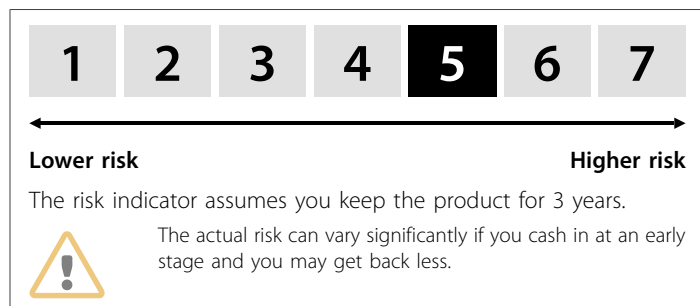 1 2 3 4 5 6 7
Lower risk Higher risk
The risk indicator assumes you keep the product for 3 years.
The actual risk can vary significantly if you cash in at an early
stage and you may get back less.